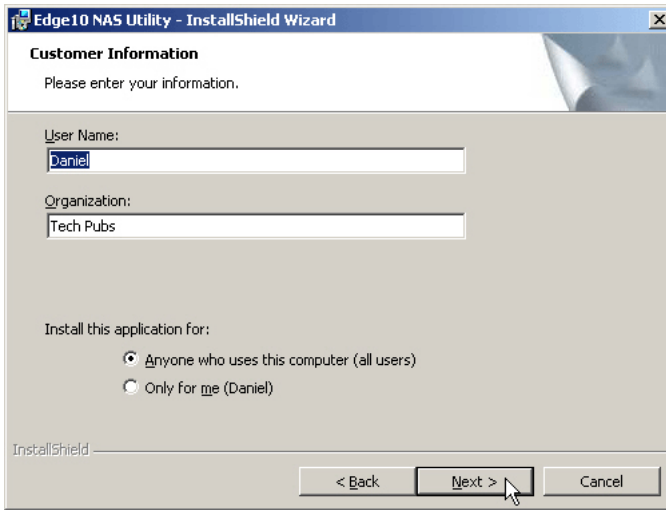 Edge10 NAS Utility - InstallShield Wizard
Customer Information
Please enter your information.
User Name:
Daniel
Organization:
Tech Pubs
Install this application for:
Anyone who uses this computer (all users)
Only for me (Daniel)
InstallShield
< Back Next > Cancel